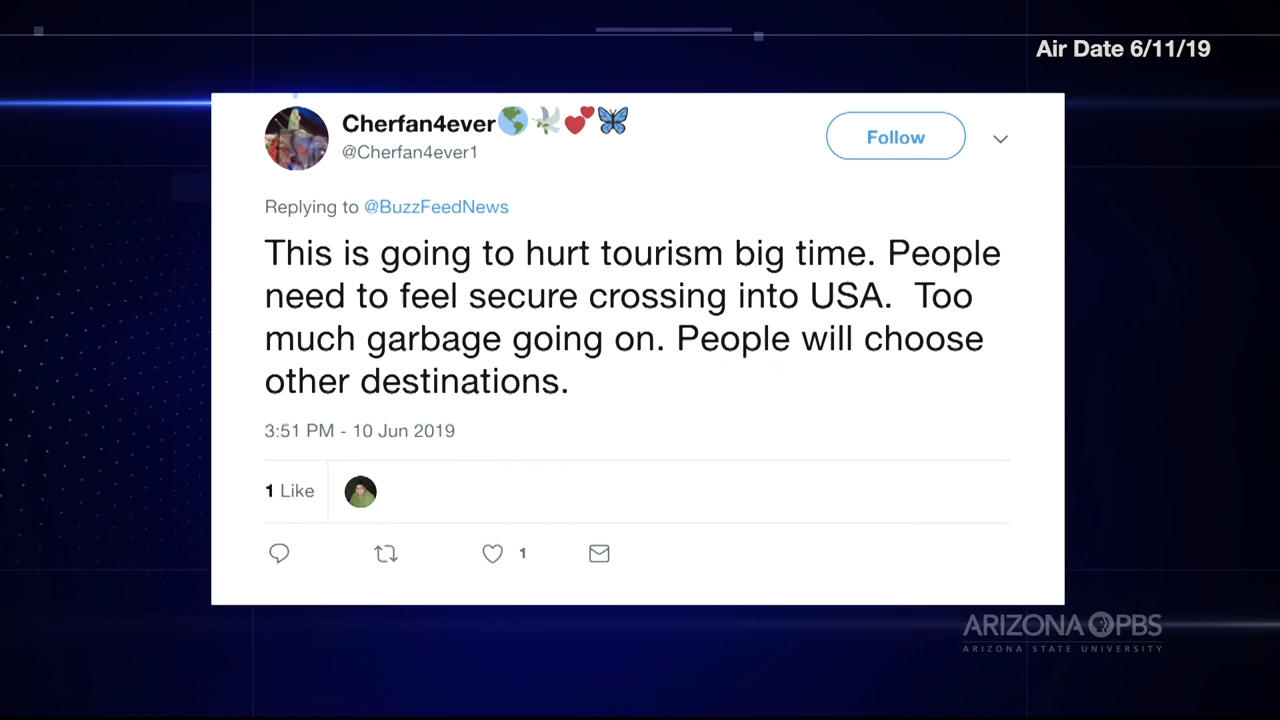 Air Date 6/11/19
Cherfan4ever🌎🕊️💕🦋
@Cherfan4ever1
Follow
Replying to @BuzzFeedNews
This is going to hurt tourism big time. People
need to feel secure crossing into USA.  Too
much garbage going on. People will choose
other destinations.
3:51 PM - 10 Jun 2019
1 Like
1
ARIZONA PBS
ARIZONA STATE UNIVERSITY